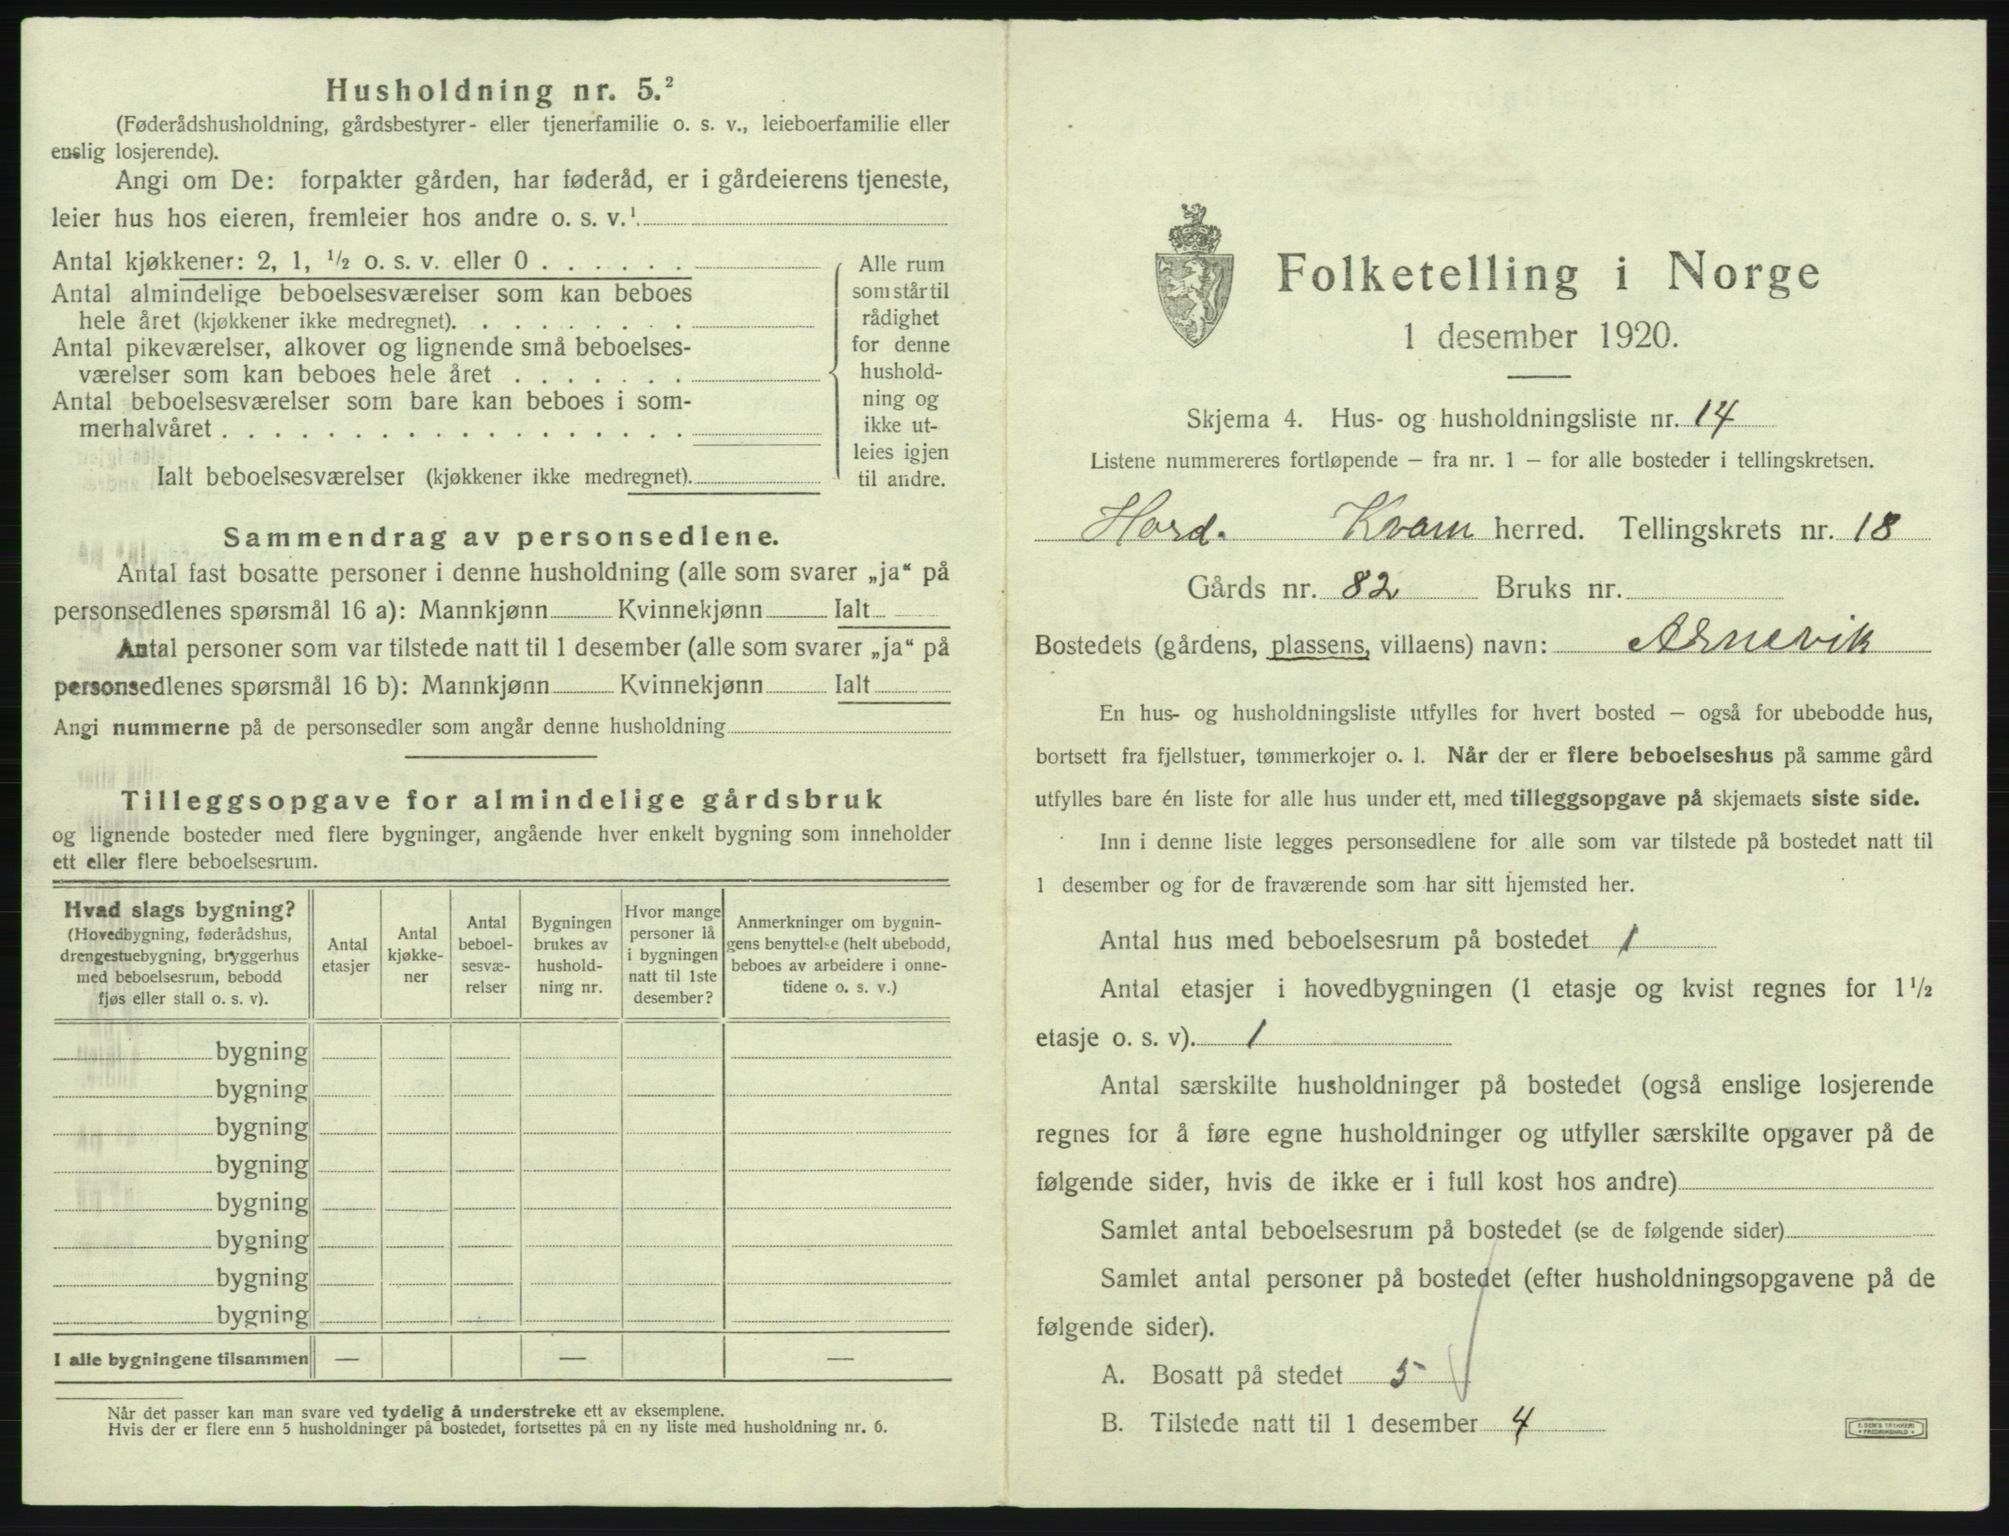 Husholdning nr. 5.²
(Føderådshusholdning, gårdsbestyrer- eller tjenerfamilie o. s. v., leieboerfamilie eller
enslig losjerende).
Angi om De: forpakter gården, har føderåd, er i gårdeierens tjeneste,
leier hus hos eieren, fremleier hos andre o. s. v.¹
Antal kjøkkener: 2, 1, ¹/₂ o. s. v. eller 0 . . . . . .
Antal almindelige beboelsesværelser som kan beboes
hele året (kjøkkener ikke medregnet). . . . . . . . .
Antal pikeværelser, alkover og lignende små beboelses-
værelser som kan beboes hele året . . . . . . .
Antal beboelsesværelser som bare kan beboes i som-
merhalvåret . . . . . . . . . . . . . . . . . .
Ialt beboelsesværelser (kjøkkener ikke medregnet).
Alle rum
som står til
rådighet
for denne
hushold-
ning og
ikke ut-
leies igjen
til andre.
Sammendrag av personsedlene.
Antal fast bosatte personer i denne husholdning (alle som svarer „ja“ på
personsedlenes spørsmål 16 a): Mannkjønn Kvinnekjønn Ialt
Antal personer som var tilstede natt til 1 desember (alle som svarer „ja“ på
personsedlenes spørsmål 16 b): Mannkjønn Kvinnekjønn Ialt
Angi nummerne på de personsedler som angår denne husholdning
Tilleggsopgave for almindelige gårdsbruk
og lignende bosteder med flere bygninger, angående hver enkelt bygning som inneholder
ett eller flere beboelsesrum.
Hvad slags bygning?
(Hovedbygning, føderådshus,
drengestuebygning, bryggerhus
med beboelsesrum, bebodd
fjøs eller stall o. s. v).
Antal
etasjer
Antal
kjøkke-
ner
Antal
beboel-
sesvæ-
relser
Bygningen
brukes av
hushold-
ning nr.
Hvor mange
personer lå
i bygningen
natt til 1ste
desember?
Anmerkninger om bygnin-
gens benyttelse (helt ubebodd,
beboes av arbeidere i onne-
tidene o. s. v.)
bygning
bygning
bygning
bygning
bygning
bygning
bygning
bygning
I alle bygningene tilsammen — — —
Når det passer kan man svare ved tydelig å understreke ett av eksemplene.
Hvis der er flere enn 5 husholdninger på bostedet, fortsettes på en ny liste med husholdning nr. 6.
Folketelling i Norge
1 desember 1920.
Skjema 4. Hus- og husholdningsliste nr. 14
Listene nummereres fortløpende — fra nr. 1 — for alle bosteder i tellingskretsen.
Hord. Kvam herred. Tellingskrets nr. 18
Gårds nr. 82 Bruks nr.
Bostedets (gårdens, plassens, villaens) navn: Arnevik
En hus- og husholdningsliste utfylles for hvert bosted — også for ubebodde hus,
bortsett fra fjellstuer, tømmerkojer o. l. Når der er flere beboelseshus på samme gård
utfylles bare én liste for alle hus under ett, med tilleggsopgave på skjemaets siste side.
Inn i denne liste legges personsedlene for alle som var tilstede på bostedet natt til
1 desember og for de fraværende som har sitt hjemsted her.
Antal hus med beboelsesrum på bostedet 1
Antal etasjer i hovedbygningen (1 etasje og kvist regnes for 1¹/₂
etasje o. s. v). 1
Antal særskilte husholdninger på bostedet (også enslige losjerende
regnes for å føre egne husholdninger og utfyller særskilte opgaver på de
følgende sider, hvis de ikke er i full kost hos andre)
Samlet antal beboelsesrum på bostedet (se de følgende sider)
Samlet antal personer på bostedet (efter husholdningsopgavene på de
følgende sider).
A. Bosatt på stedet 5
B. Tilstede natt til 1 desember 4